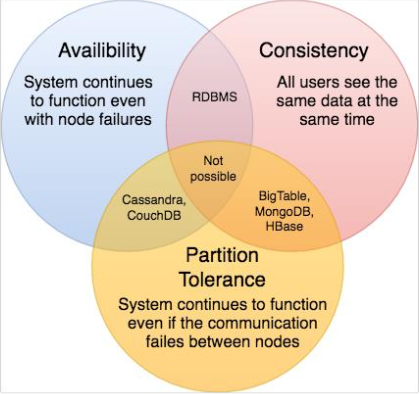 Availibility
System continues
to function even
with node failures
Consistency
All users see the
same data at the
same time
RDBMS
Not
possible
Cassandra,
CouchDB
BigTable,
MongoDB,
HBase
Partition
Tolerance
System continues to function
even if the communication
failes between nodes